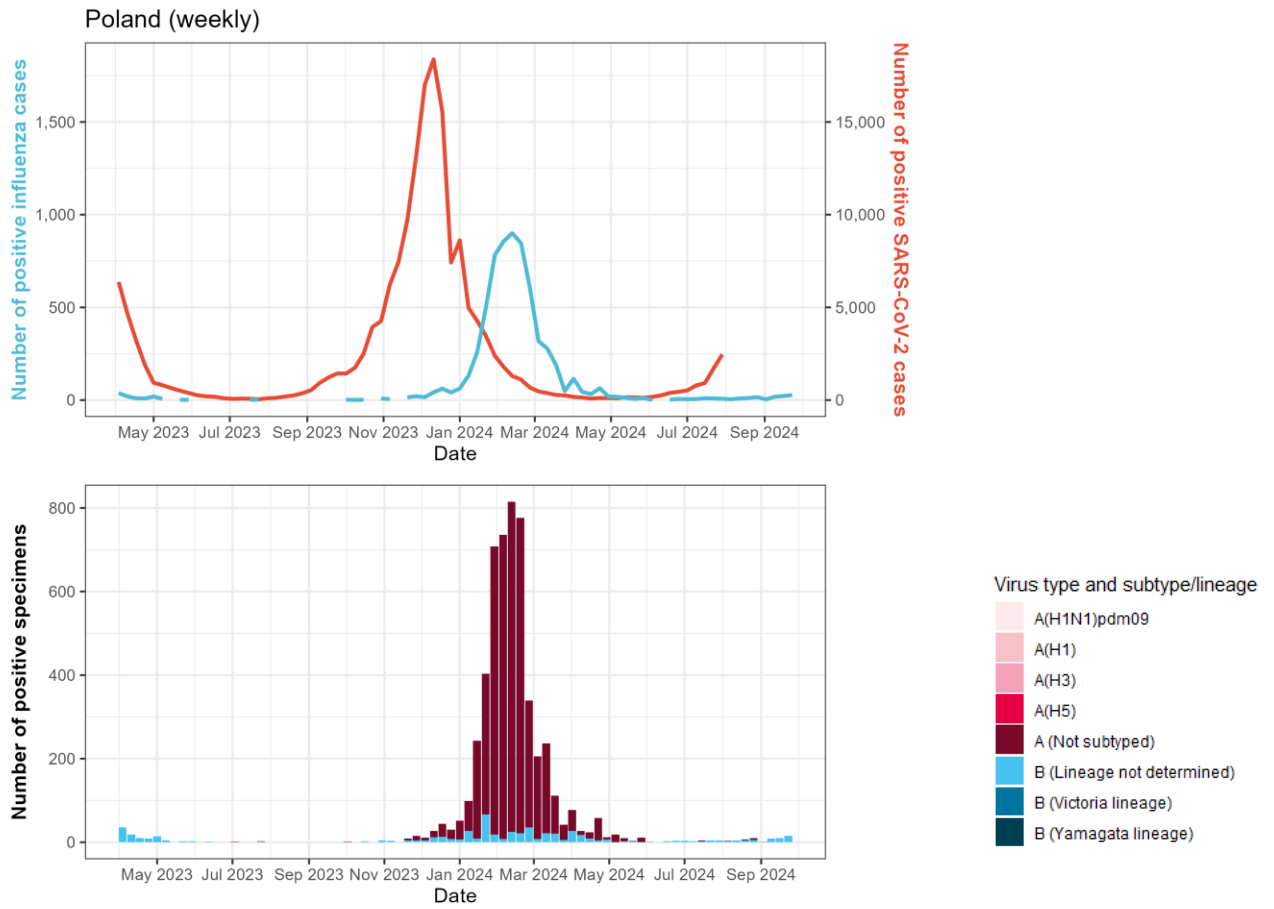 Poland (weekly)
Number of positive influenza cases
1,500
1,000
500
0
15,000
10,000
5,000
0
Number of positive SARS-CoV-2 cases
May 2023 Jul 2023 Sep 2023 Nov 2023 Jan 2024 Mar 2024 May 2024 Jul 2024 Sep 2024
Date
Number of positive specimens
800
600
400
200
0
May 2023 Jul 2023 Sep 2023 Nov 2023 Jan 2024 Mar 2024 May 2024 Jul 2024 Sep 2024
Date
Virus type and subtype/lineage
A(H1N1)pdm09
A(H1)
A(H3)
A(H5)
A (Not subtyped)
B (Lineage not determined)
B (Victoria lineage)
B (Yamagata lineage)